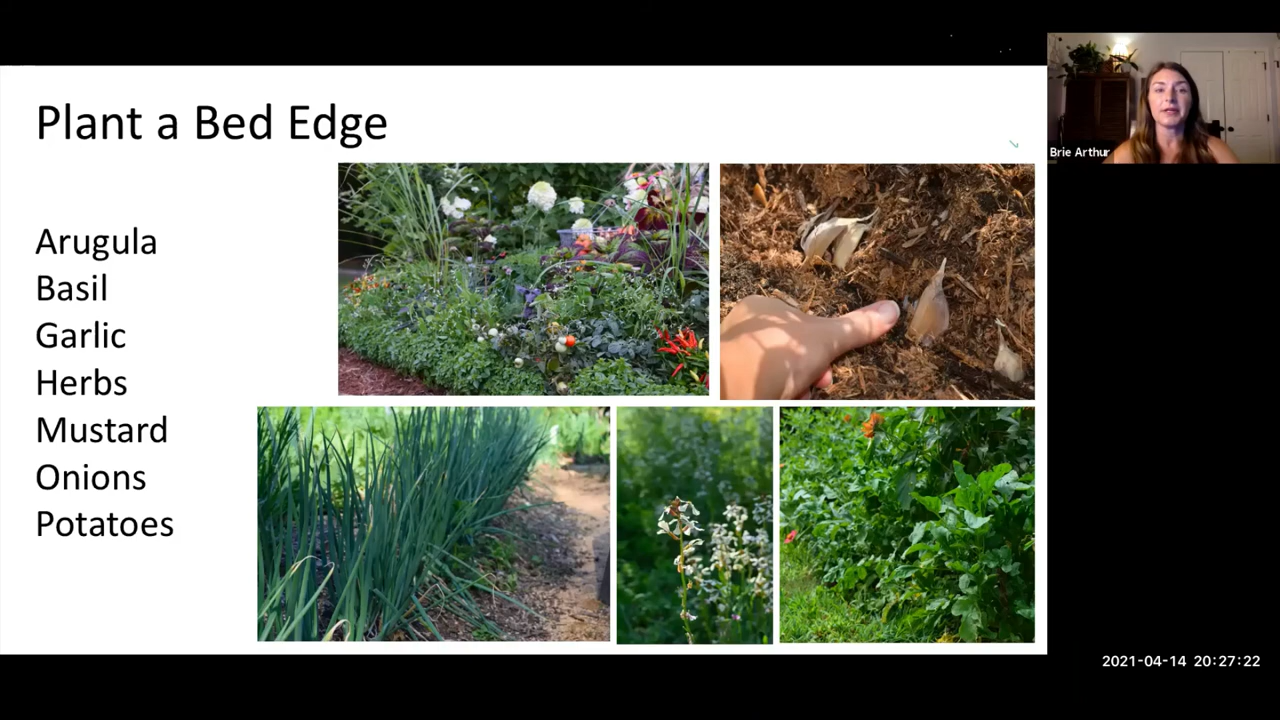 Plant a Bed Edge
Arugula
Basil
Garlic
Herbs
Mustard
Onions
Potatoes
Brie Arthur
2021-04-14 20:27:22